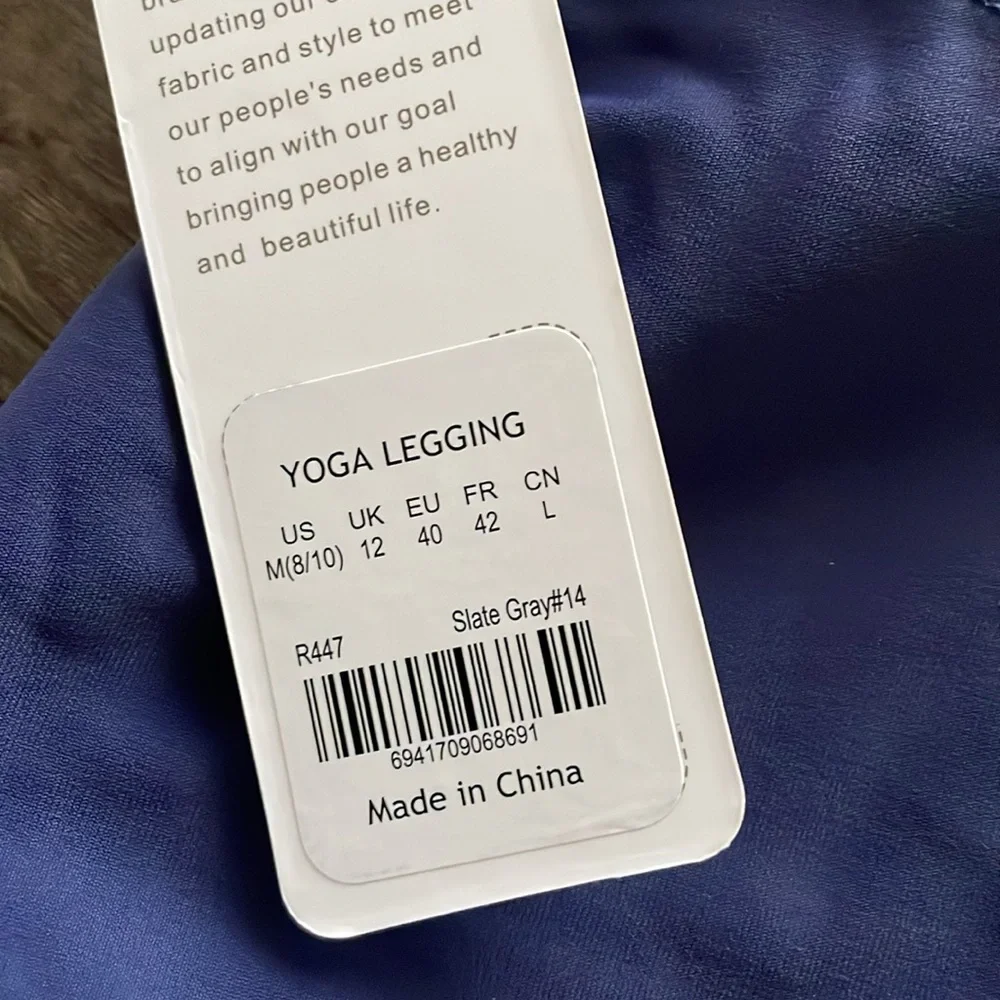 updating our
fabric and style to meet
our people's needs and
to align with our goal
bringing people a healthy
and beautiful life.
YOGA LEGGING
US UK EU FR CN
M(8/10) 12 40 42 L
R447 Slate Gray#14
6941709068691
Made in China